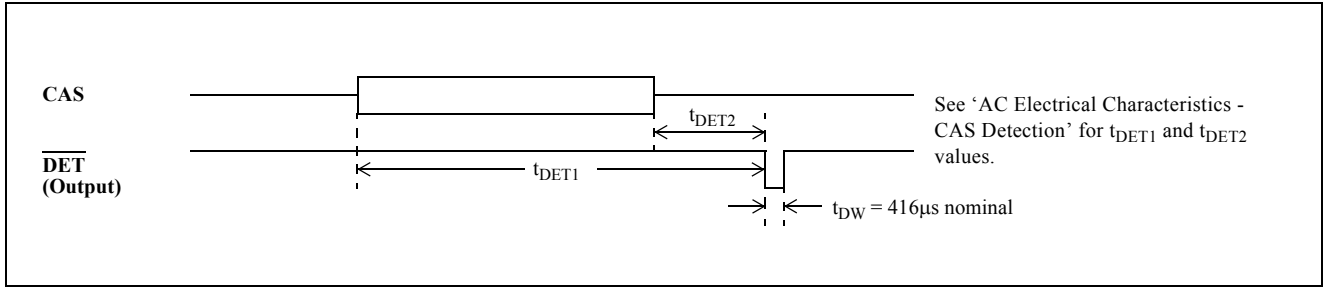 CAS
DET
(Output)
tDET2
tDET1
tDW = 416μs nominal
See ‘AC Electrical Characteristics -
CAS Detection’ for tDET1 and tDET2
values.